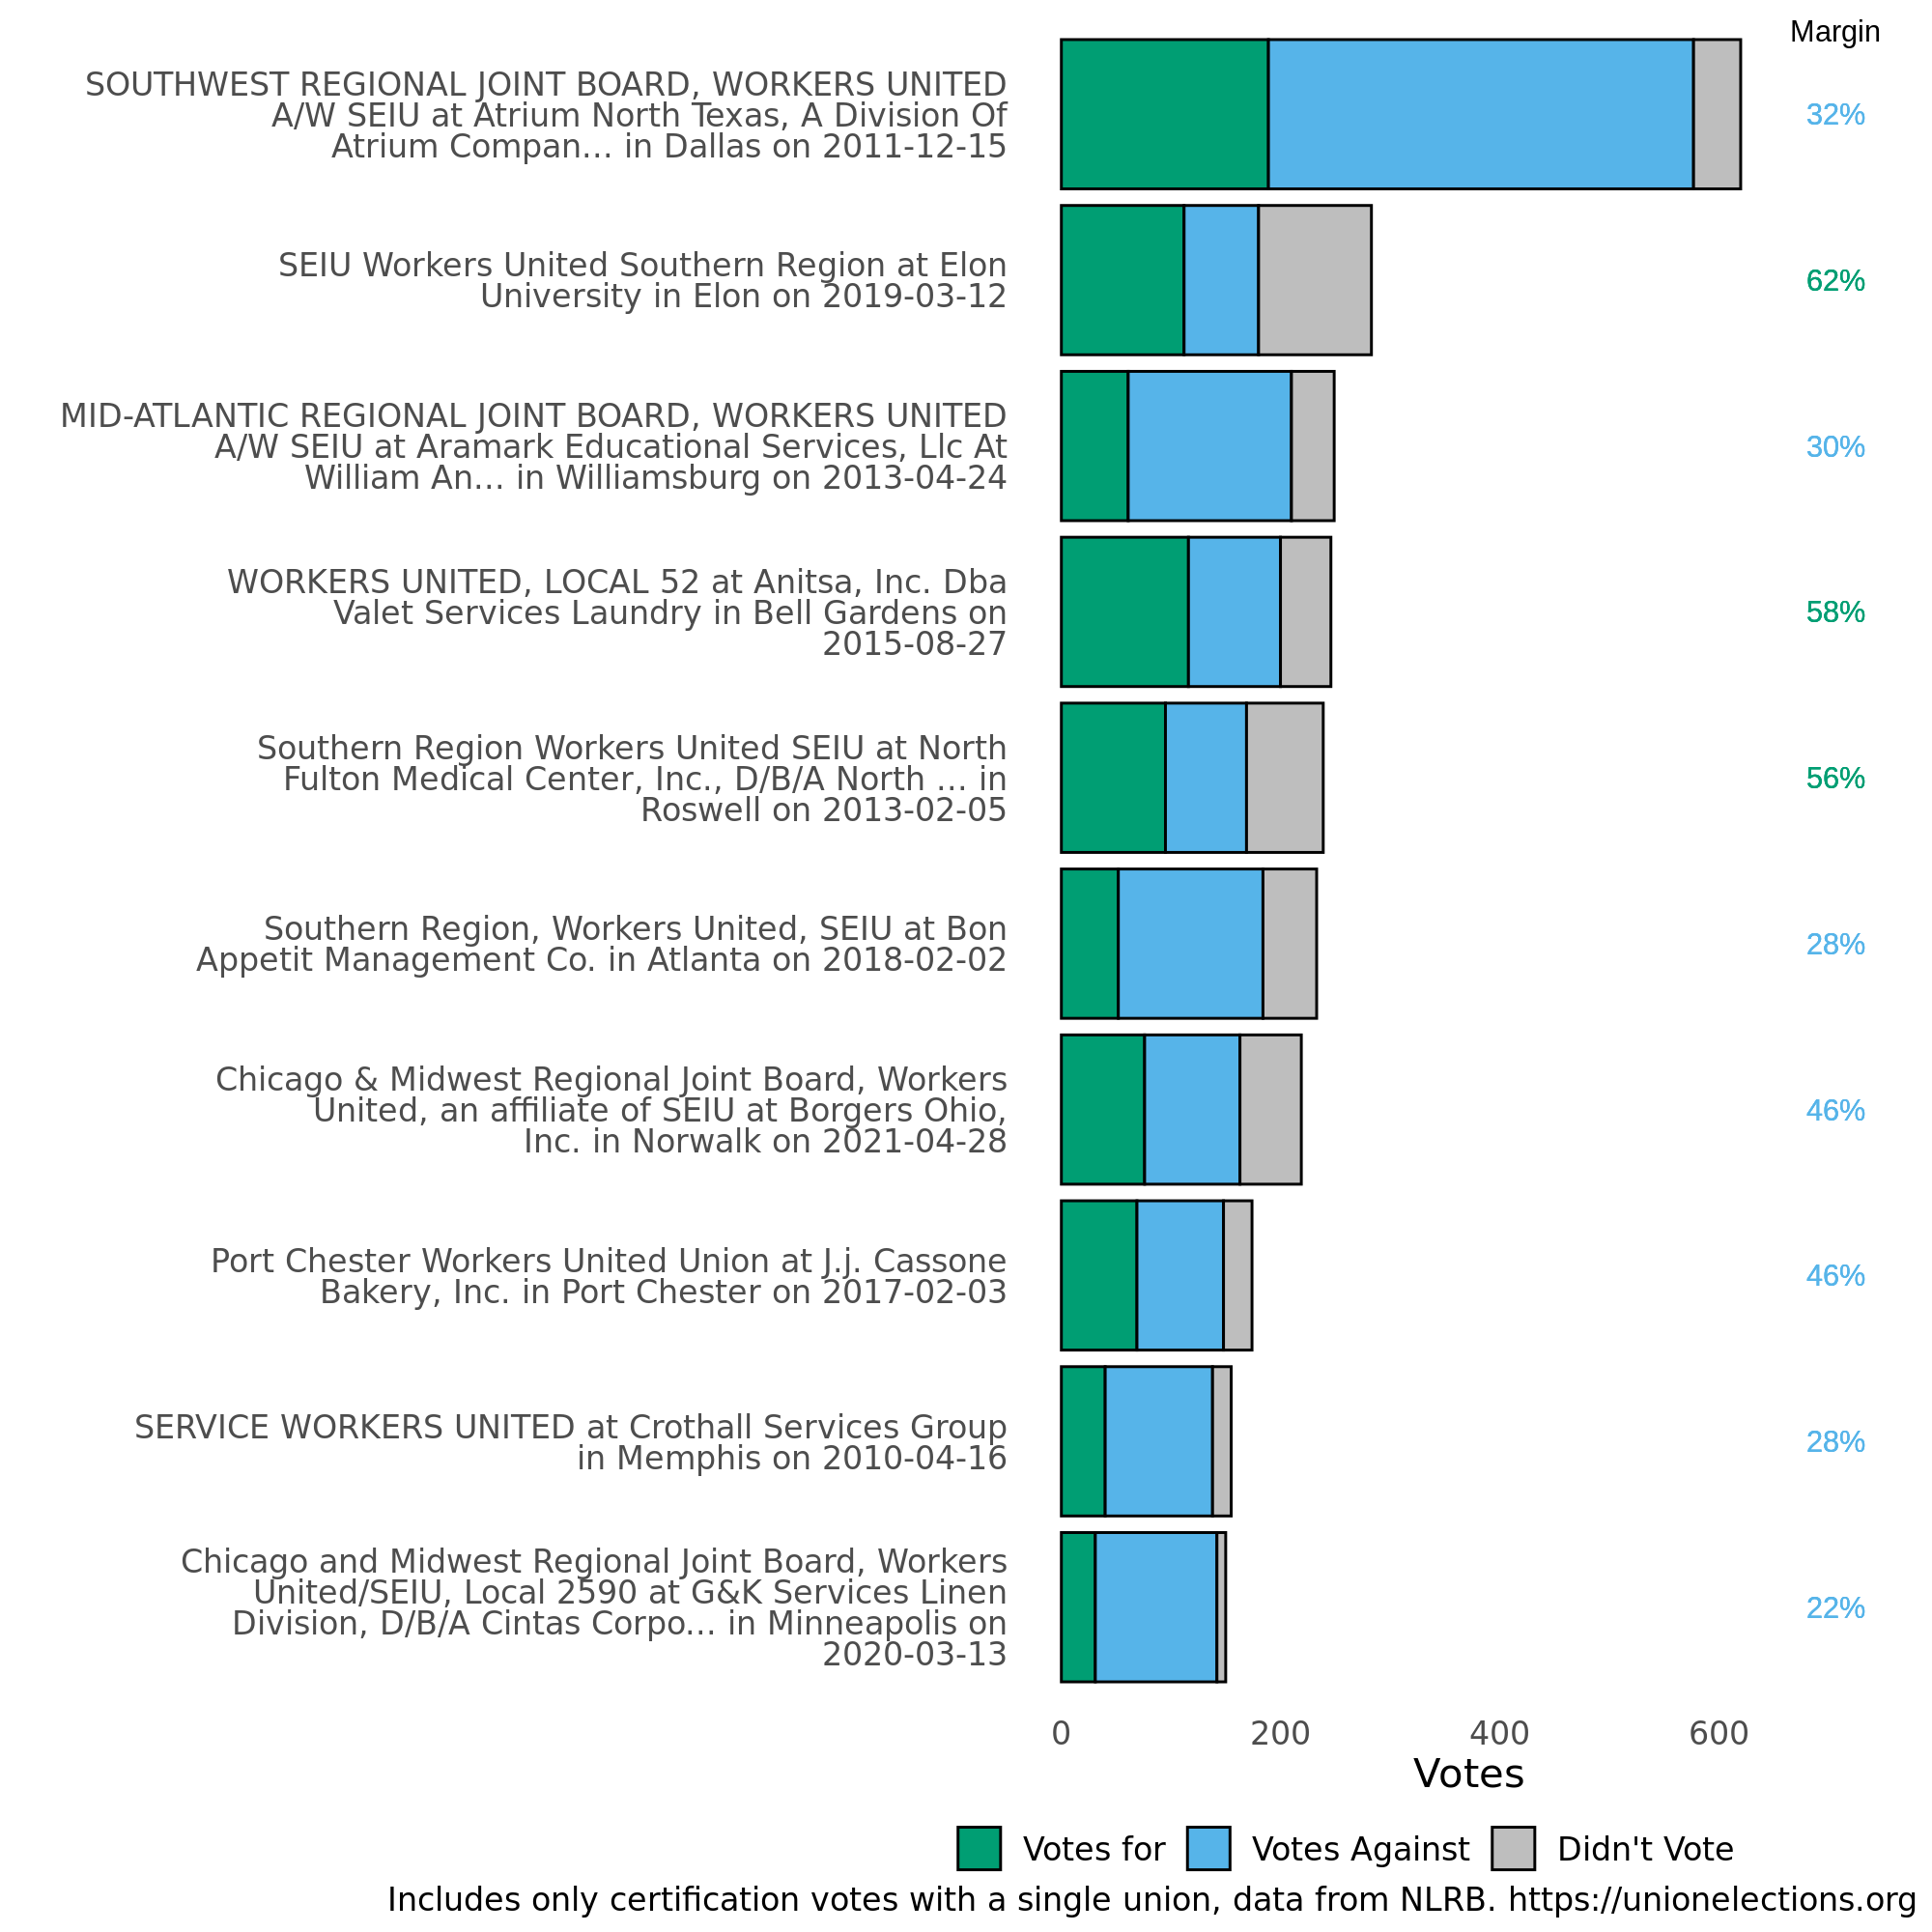 Margin
SOUTHWEST REGIONAL JOINT BOARD, WORKERS UNITED
A/W SEIU at Atrium North Texas, A Division Of
Atrium Compan... in Dallas on 2011-12-15
32%
SEIU Workers United Southern Region at Elon
University in Elon on 2019-03-12
62%
MID-ATLANTIC REGIONAL JOINT BOARD, WORKERS UNITED
A/W SEIU at Aramark Educational Services, Llc At
William An... in Williamsburg on 2013-04-24
30%
WORKERS UNITED, LOCAL 52 at Anitsa, Inc. Dba
Valet Services Laundry in Bell Gardens on
2015-08-27
58%
Southern Region Workers United SEIU at North
Fulton Medical Center, Inc., D/B/A North ... in
Roswell on 2013-02-05
56%
Southern Region, Workers United, SEIU at Bon
Appetit Management Co. in Atlanta on 2018-02-02
28%
Chicago & Midwest Regional Joint Board, Workers
United, an affiliate of SEIU at Borgers Ohio,
Inc. in Norwalk on 2021-04-28
46%
Port Chester Workers United Union at J.j. Cassone
Bakery, Inc. in Port Chester on 2017-02-03
46%
SERVICE WORKERS UNITED at Crothall Services Group
in Memphis on 2010-04-16
28%
Chicago and Midwest Regional Joint Board, Workers
United/SEIU, Local 2590 at G&K Services Linen
Division, D/B/A Cintas Corpo... in Minneapolis on
2020-03-13
22%
0 200 400 600
Votes
Votes for Votes Against Didn't Vote
Includes only certification votes with a single union, data from NLRB. https://unionelections.org